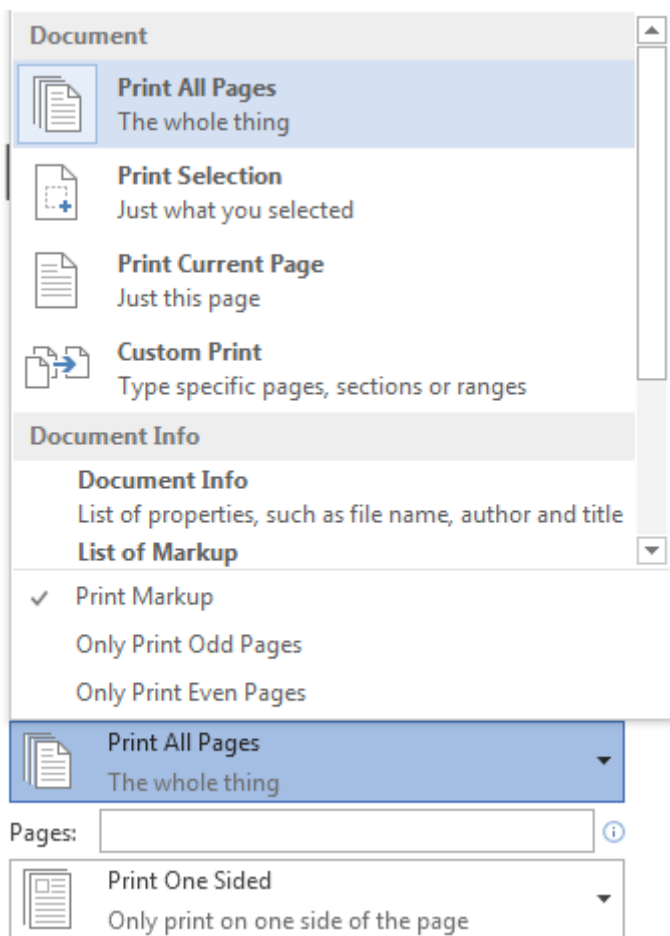 Document
Print All Pages
The whole thing
Print Selection
Just what you selected
Print Current Page
Just this page
Custom Print
Type specific pages, sections or ranges
Document Info
Document Info
List of properties, such as file name, author and title
List of Markup
Print Markup
Only Print Odd Pages
Only Print Even Pages
Print All Pages
The whole thing
Pages:
Print One Sided
Only print on one side of the page